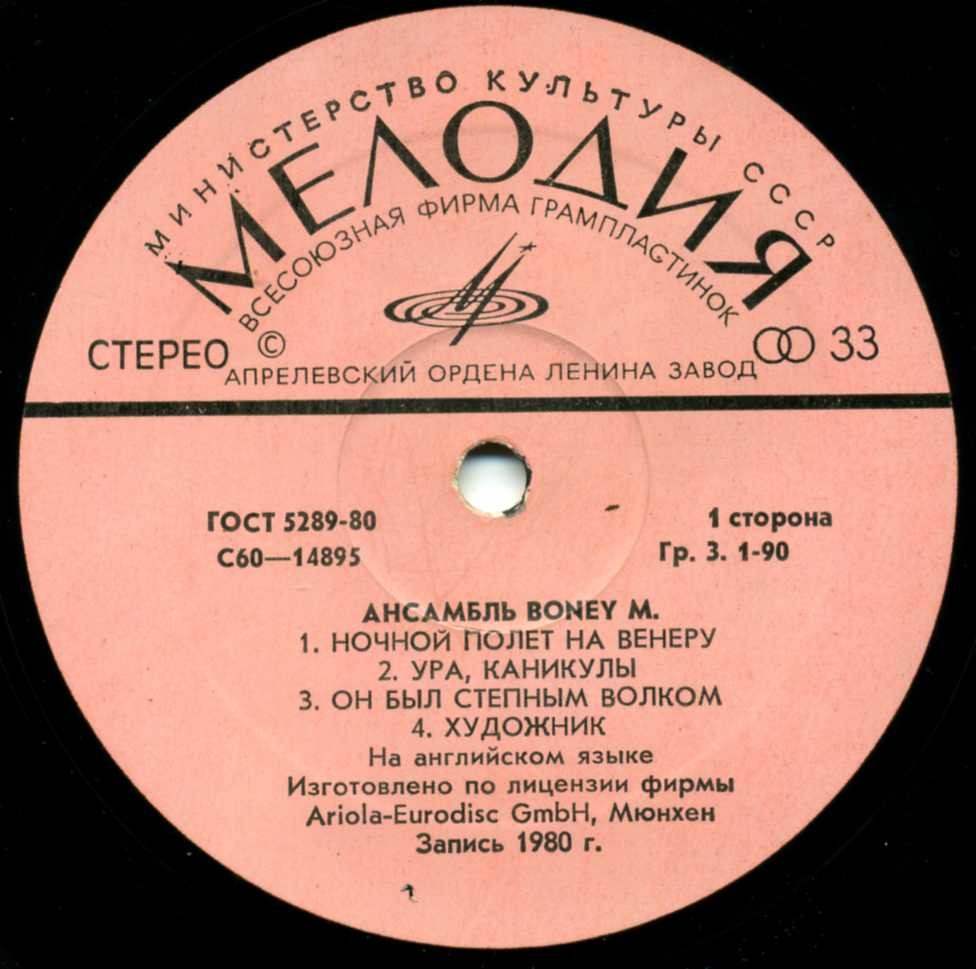 МИНИСТЕРСТВО КУЛЬТУРЫ СССР
МЕЛОДИЯ
ВСЕСОЮЗНАЯ ФИРМА ГРАМПЛАСТИНОК
СТЕРЕО © 33
АПРЕЛЕВСКИЙ ОРДЕНА ЛЕНИНА ЗАВОД
ГОСТ 5289-80 1 сторона
С60—14895 Гр. 3. 1-90
АНСАМБЛЬ BONEY M.
1. НОЧНОЙ ПОЛЕТ НА ВЕНЕРУ
2. УРА, КАНИКУЛЫ
3. ОН БЫЛ СТЕПНЫМ ВОЛКОМ
4. ХУДОЖНИК
На английском языке
Изготовлено по лицензии фирмы
Ariola-Eurodisc GmbH, Мюнхен
Запись 1980 г.